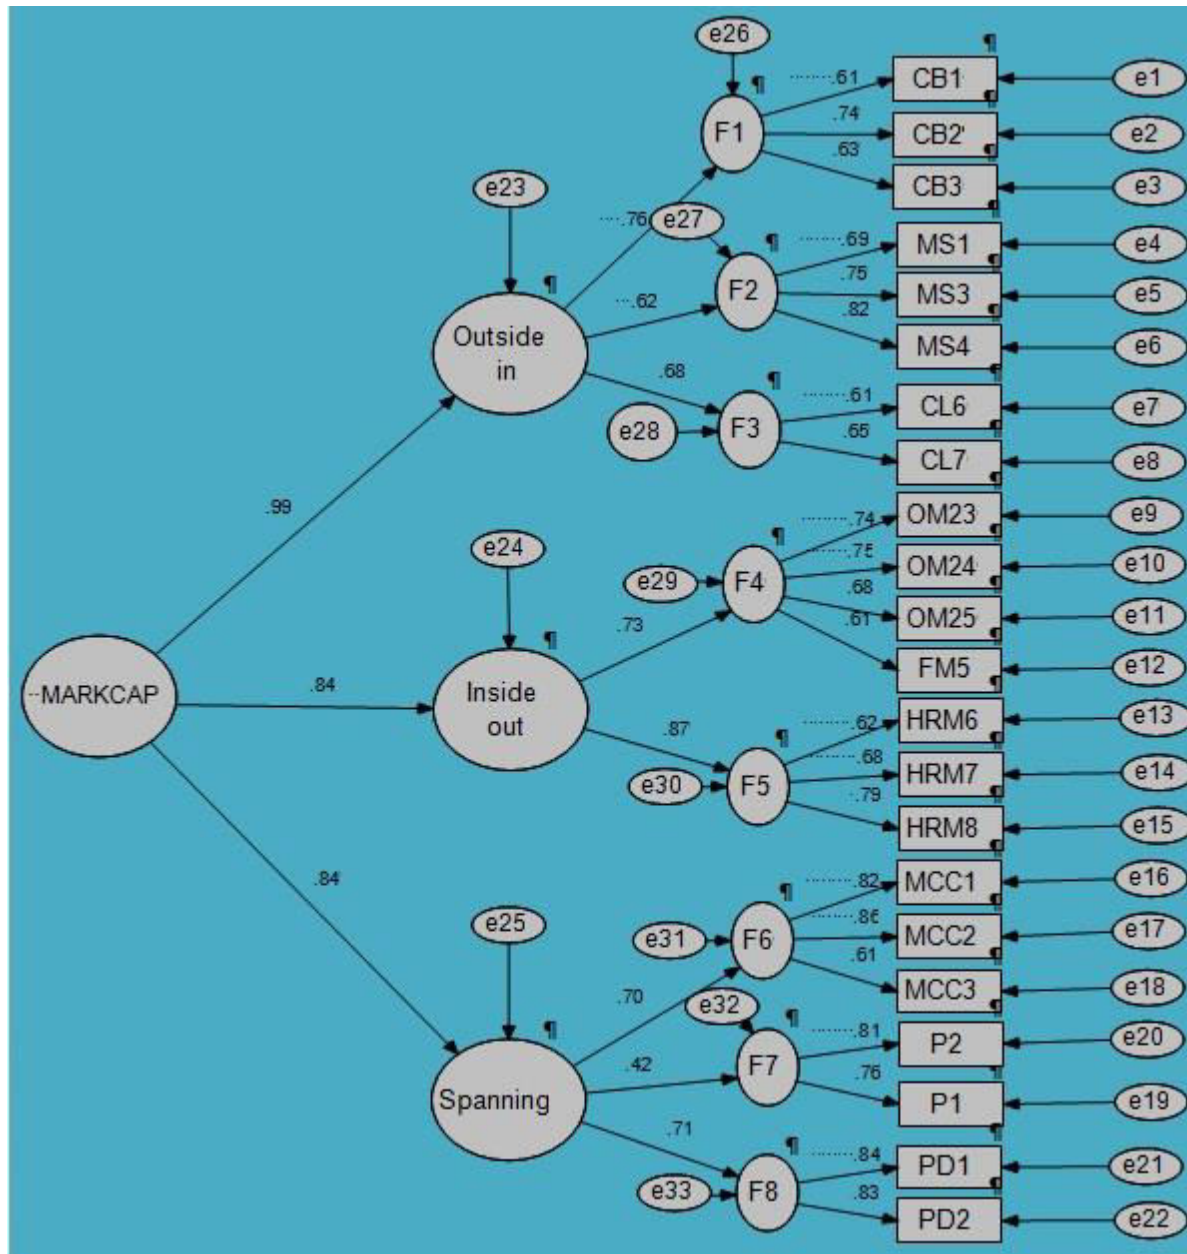 e26
¶
¶
.61
CB1
e1
¶
F1
.74
CB2
e2
¶
.63
CB3
e3
¶
e23
.76
e27
¶
.69
MS1
e4
¶
¶
F2
.75
MS3
e5
¶
.62
.82
MS4
e6
¶
Outside
in
.68
¶
.61
CL6
e7
¶
e28
F3
.65
CL7
e8
¶
.99
¶
.74
OM23
e9
¶
e24
.75
OM24
e10
¶
e29
F4
.68
OM25
e11
¶
.73
.61
FM5
e12
¶
¶
MARKCAP
.84
Inside
out
.87
¶
.62
HRM6
e13
¶
.68
HRM7
e14
¶
e30
F5
.79
HRM8
e15
¶
.84
¶
.82
MCC1
e16
¶
e25
.86
MCC2
e17
¶
e31
F6
.61
MCC3
e18
¶
.70
e32
¶
.81
P2
e20
¶
¶
F7
.42
.76
P1
e19
¶
Spanning
.71
¶
.84
PD1
e21
¶
e33
F8
.83
PD2
e22